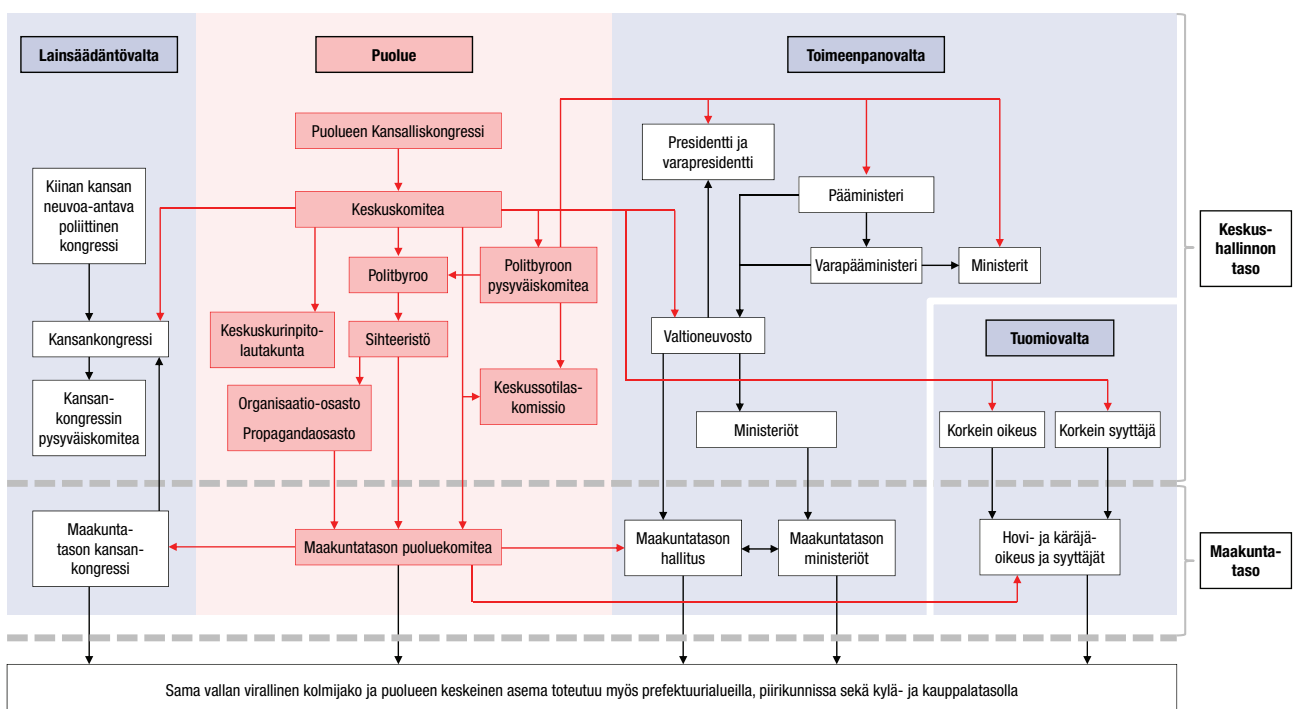 Lainsäädäntövalta
Puolue
Toimeenpanovalta
Puolueen Kansalliskongressi
Presidentti ja
varapresidentti
Kiinan kansan
neuvoa-antava
poliittinen
kongressi
Keskuskomitea
Pääministeri
Keskus-
hallinnon
taso
Politbyroo
Politbyroon
pysyväiskomitea
Varapääministeri
Ministerit
Kansankongressi
Keskuskurinpito-
lautakunta
Sihteeristö
Valtioneuvosto
Tuomiovalta
Kansan-
kongressin
pysyväiskomitea
Organisaatio-osasto
Propagandaosasto
Keskussotilas-
komissio
Ministeriöt
Korkein oikeus
Korkein syyttäjä
Maakunta-
tason kansan-
kongressi
Maakuntatason puoluekomitea
Maakuntatason
hallitus
Maakuntatason
ministeriöt
Hovi- ja käräjä-
oikeus ja syyttäjät
Maakunta-
taso
Sama vallan virallinen kolmijako ja puolueen keskeinen asema toteutuu myös prefektuurialueilla, piirikunnissa sekä kylä- ja kauppalatasolla